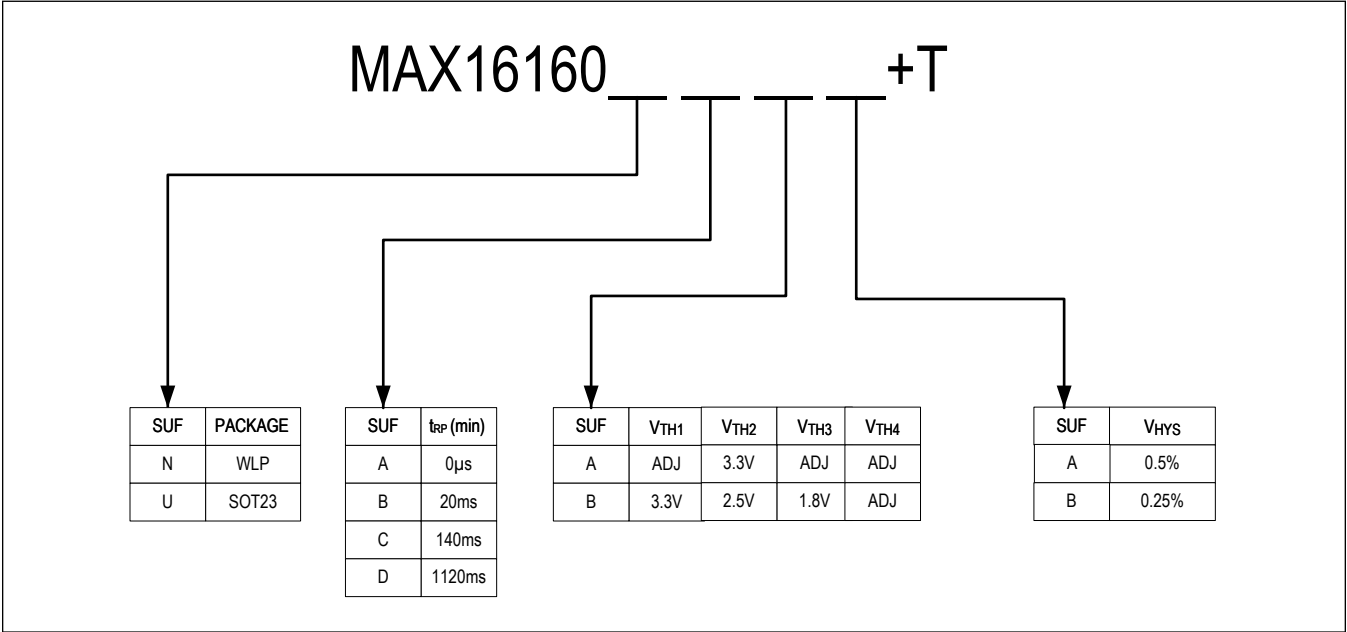 MAX16160__ __ __ __+T
SUF PACKAGE
N WLP
U SOT23
SUF tRP (min)
A 0µs
B 20ms
C 140ms
D 1120ms
SUF VTH1 VTH2 VTH3 VTH4
A ADJ 3.3V ADJ ADJ
B 3.3V 2.5V 1.8V ADJ
SUF VHYS
A 0.5%
B 0.25%